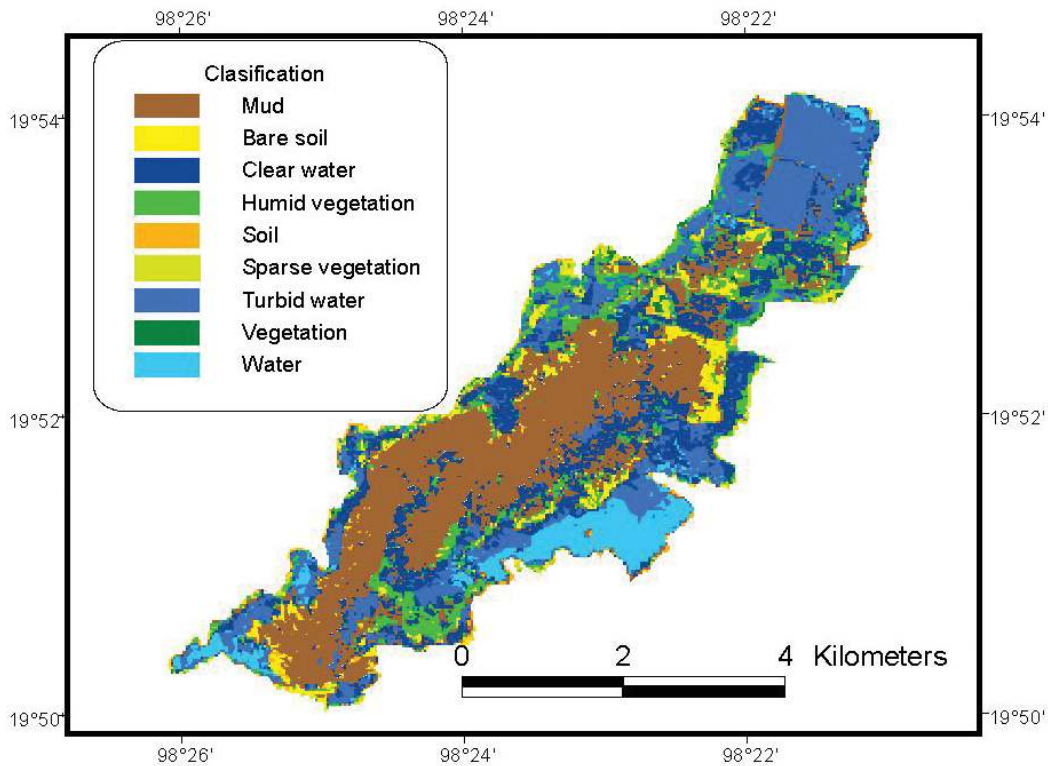 98°26' 98°24' 98°22'
Clasification
Mud
Bare soil
Clear water
Humid vegetation
Soil
Sparse vegetation
Turbid water
Vegetation
Water
19°54' 19°54'
19°52' 19°52'
0 2 4 Kilometers
19°50' 19°50'
98°26' 98°24' 98°22'